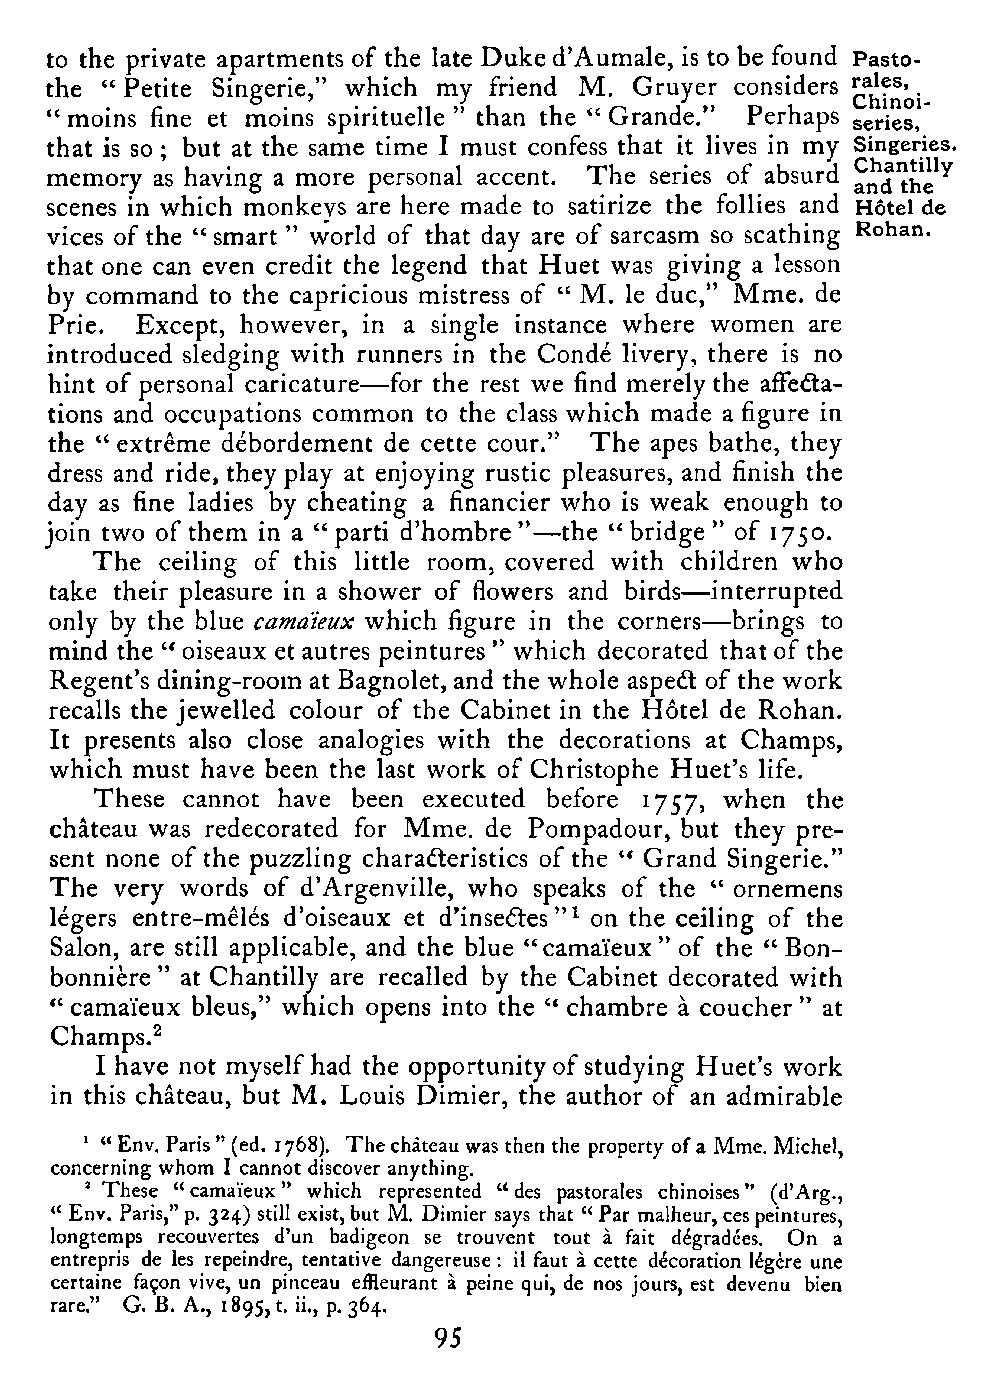 to the private apartments of the late Duke d'Aumale, is to be found
the “ Petite Singerie,” which my friend M. Gruyer considers
“ moins fine et moins spirituelle ” than the “ Grande.” Perhaps
that is so ; but at the same time I must confess that it lives in my
memory as having a more personal accent. The series of absurd
scenes in which monkeys are here made to satirize the follies and
vices of the “ smart ” world of that day are of sarcasm so scathing
that one can even credit the legend that Huet was giving a lesson
by command to the capricious mistress of “ M. le duc,” Mme. de
Prie. Except, however, in a single instance where women are
introduced sledging with runners in the Condé livery, there is no
hint of personal caricature—for the rest we find merely the affecta-
tions and occupations common to the class which made a figure in
the “ extrême débordement de cette cour.” The apes bathe, they
dress and ride, they play at enjoying rustic pleasures, and finish the
day as fine ladies by cheating a financier who is weak enough to
join two of them in a “ parti d'hombre ”—the “ bridge ” of 1750.
The ceiling of this little room, covered with children who
take their pleasure in a shower of flowers and birds—interrupted
only by the blue camaïeux which figure in the corners—brings to
mind the “ oiseaux et autres peintures ” which decorated that of the
Regent's dining-room at Bagnolet, and the whole aspect of the work
recalls the jewelled colour of the Cabinet in the Hôtel de Rohan.
It presents also close analogies with the decorations at Champs,
which must have been the last work of Christophe Huet's life.
These cannot have been executed before 1757, when the
château was redecorated for Mme. de Pompadour, but they pre-
sent none of the puzzling characteristics of the “ Grand Singerie.”
The very words of d'Argenville, who speaks of the “ ornemens
légers entre-mêlés d'oiseaux et d'insectes ”¹ on the ceiling of the
Salon, are still applicable, and the blue “ camaïeux ” of the “ Bon-
bonnière ” at Chantilly are recalled by the Cabinet decorated with
“ camaïeux bleus,” which opens into the “ chambre à coucher ” at
Champs.²
I have not myself had the opportunity of studying Huet's work
in this château, but M. Louis Dimier, the author of an admirable
Pasto-
rales,
Chinoi-
series,
Singeries.
Chantilly
and the
Hôtel de
Rohan.
¹ “ Env. Paris ” (ed. 1768). The château was then the property of a Mme. Michel,
concerning whom I cannot discover anything.
² These “ camaïeux ” which represented “ des pastorales chinoises ” (d'Arg.,
“ Env. Paris,” p. 324) still exist, but M. Dimier says that “ Par malheur, ces peintures,
longtemps recouvertes d'un badigeon se trouvent tout à fait dégradées. On a
entrepris de les repeindre, tentative dangereuse : il faut à cette décoration légère une
certaine façon vive, un pinceau effleurant à peine qui, de nos jours, est devenu bien
rare.” G. B. A., 1895, t. ii., p. 364.
95